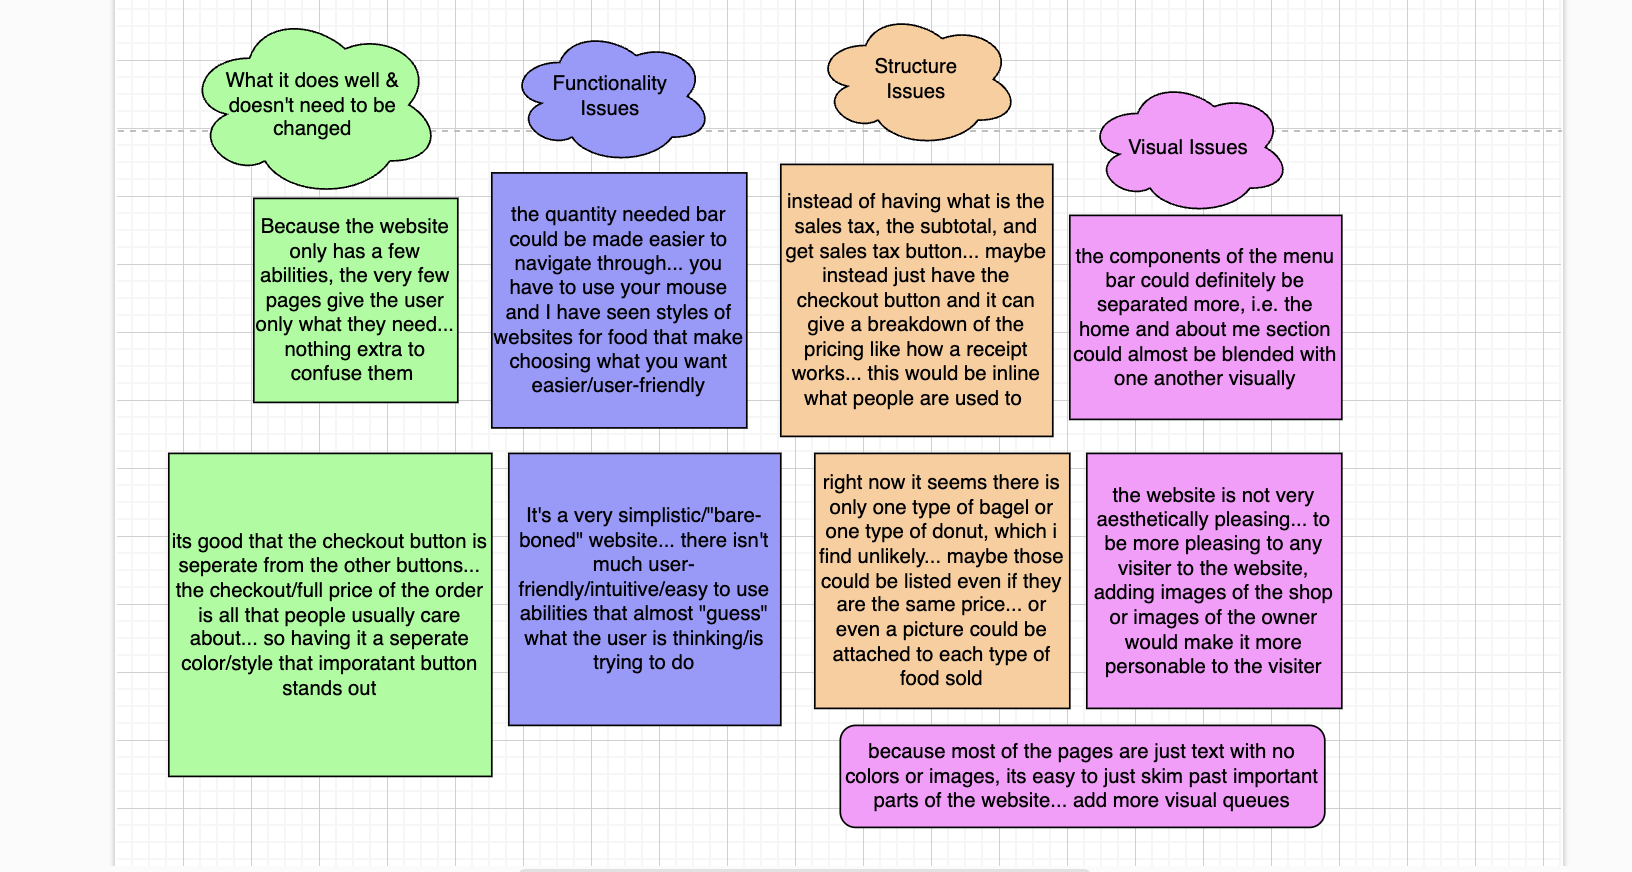 What it does well &
doesn't need to be
changed
Functionality
Issues
Structure
Issues
Visual Issues
Because the website
only has a few
abilities, the very few
pages give the user
only what they need...
nothing extra to
confuse them
the quantity needed bar
could be made easier to
navigate through... you
have to use your mouse
and I have seen styles of
websites for food that make
choosing what you want
easier/user-friendly
instead of having what is the
sales tax, the subtotal, and
get sales tax button... maybe
instead just have the
checkout button and it can
give a breakdown of the
pricing like how a receipt
works... this would be inline
what people are used to
the components of the menu
bar could definitely be
separated more, i.e. the
home and about me section
could almost be blended with
one another visually
its good that the checkout button is
seperate from the other buttons...
the checkout/full price of the order
is all that people usually care
about... so having it a seperate
color/style that imporatant button
stands out
It's a very simplistic/"bare-
boned" website... there isn't
much user-
friendly/intuitive/easy to use
abilities that almost "guess"
what the user is thinking/is
trying to do
right now it seems there is
only one type of bagel or
one type of donut, which i
find unlikely... maybe those
could be listed even if they
are the same price... or
even a picture could be
attached to each type of
food sold
the website is not very
aesthetically pleasing... to
be more pleasing to any
visiter to the website,
adding images of the shop
or images of the owner
would make it more
personable to the visiter
because most of the pages are just text with no
colors or images, its easy to just skim past important
parts of the website... add more visual queues